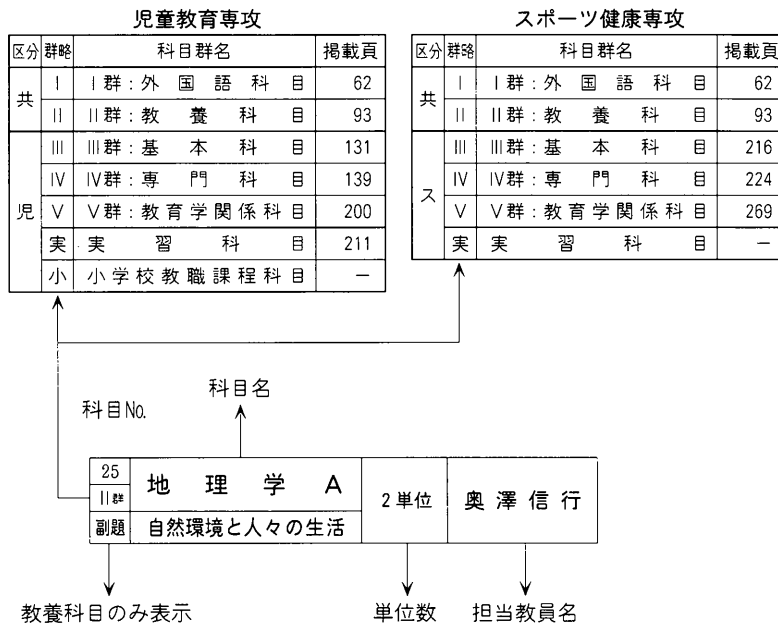 児童教育専攻
区分 群略 科目群名 掲載頁
共 I I群：外国語科目 62
II II群：教養科目 93
児 III III群：基本科目 131
IV IV群：専門科目 139
V V群：教育学関係科目 200
実 実習科目 211
小 小学校教職課程科目 −
スポーツ健康専攻
区分 群略 科目群名 掲載頁
共 I I群：外国語科目 62
II II群：教養科目 93
ス III III群：基本科目 216
IV IV群：専門科目 224
V V群：教育学関係科目 269
実 実習科目 −
科目No.
科目名
25
II群
地理学A
2単位
奥澤信行
副題
自然環境と人々の生活
教養科目のみ表示
単位数
担当教員名